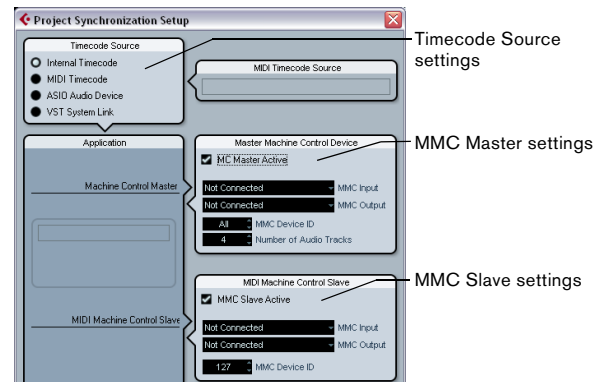 Project Synchronization Setup
Timecode Source
Internal Timecode
MIDI Timecode
ASIO Audio Device
VST System Link
MIDI Timecode Source
Timecode Source
settings
Application
Machine Control Master
Master Machine Control Device
MC Master Active
Not Connected MMC Input
Not Connected MMC Output
All MMC Device ID
4 Number of Audio Tracks
MMC Master settings
MIDI Machine Control Slave
MIDI Machine Control Slave
MMC Slave Active
Not Connected MMC Input
Not Connected MMC Output
127 MMC Device ID
MMC Slave settings